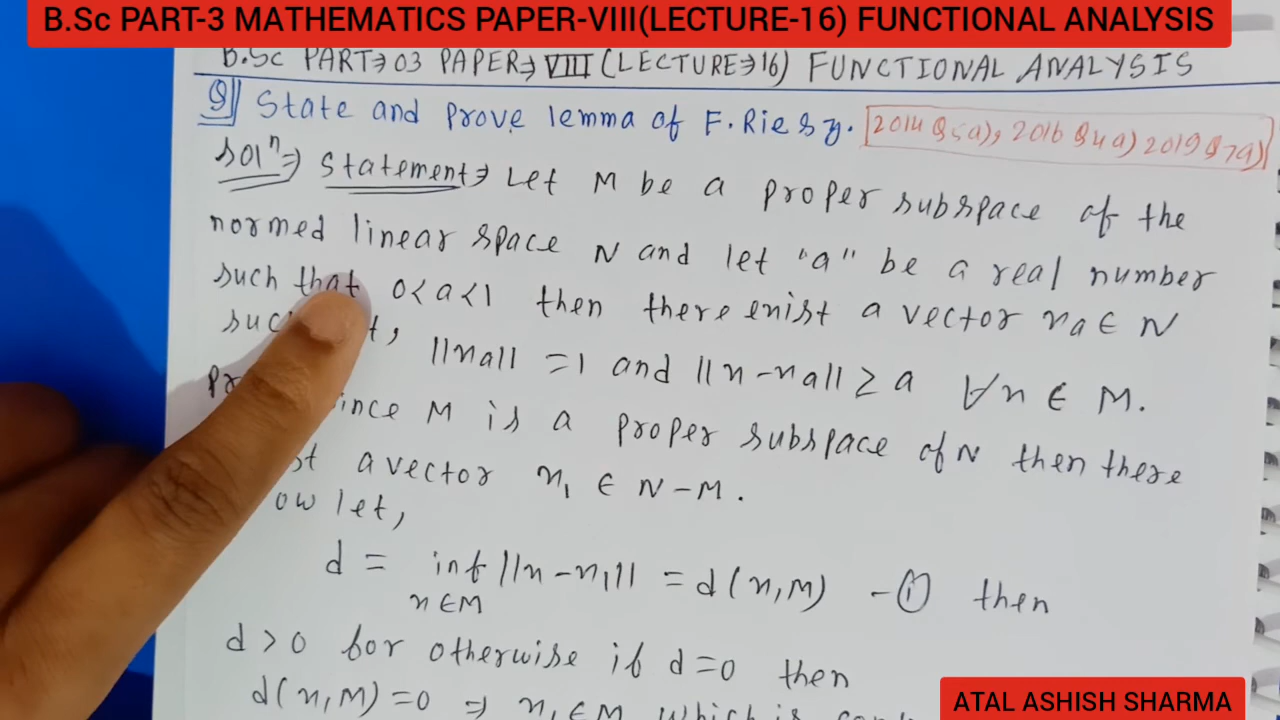 B.Sc PART-3 MATHEMATICS PAPER-VIII(LECTURE-16) FUNCTIONAL ANALYSIS
B.Sc PART⇒03 PAPER⇒VIII (LECTURE⇒16) FUNCTIONAL ANALYSIS
Q State and Prove lemma of F. Riesz. 2014 Q5(a), 2016 Q4a) 2019 Q7a)
Solⁿ⇒ Statement⇒ Let M be a proper subspace of the
normed linear space N and let "a" be a real number
such that 0<a<1 then there exist a vector xa ∈ N
||xa|| = 1 and ||x-xa|| ≥ a ∀x ∈ M.
M is a proper subspace of N then there
a vector x₁ ∈ N-M.
let,
d = inf ||x-x₁|| = d(x,M) -① then
x∈M
d>0 for otherwise if d=0 then
d(x,M)=0 ⇒ x₁∈M which is
ATAL ASHISH SHARMA